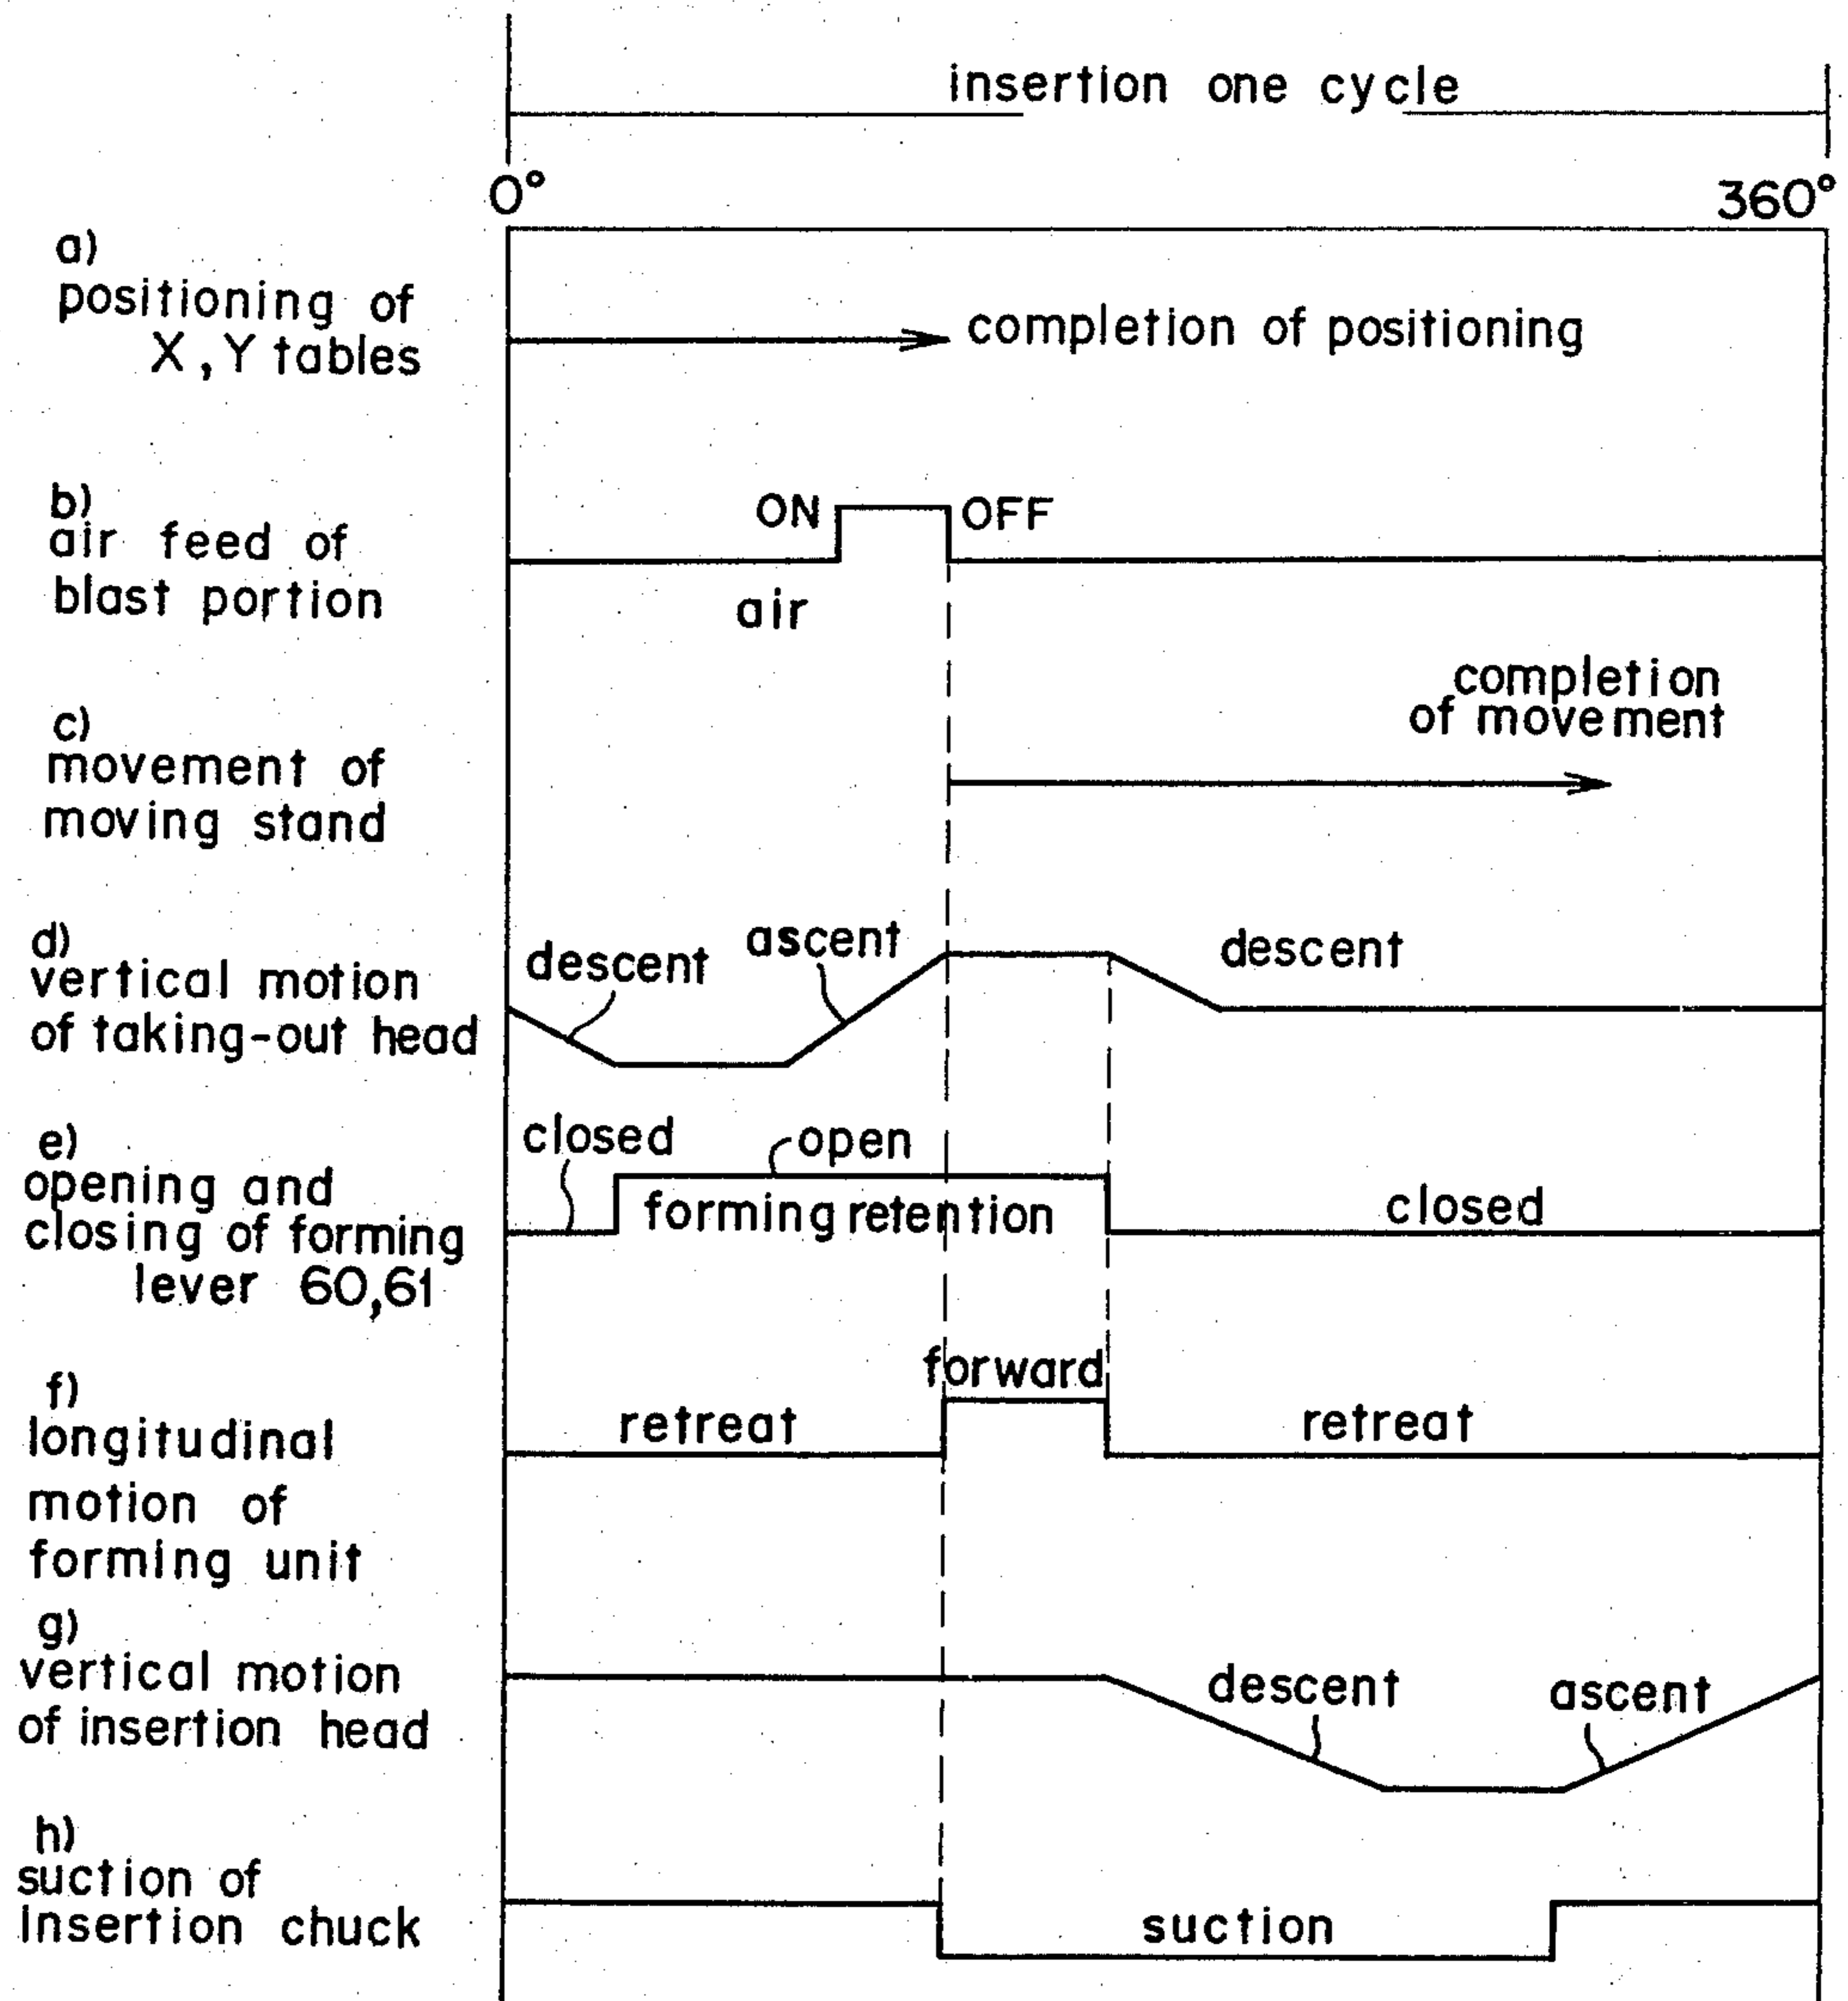 insertion one cycle
0°
360°
a)
positioning of
X, Y tables
completion of positioning
b)
air feed of
blast portion
ON
OFF
air
c)
movement of
moving stand
completion
of movement
d)
vertical motion
of taking-out head
descent
ascent
descent
e)
opening and
closing of forming
lever 60,61
closed
open
forming retention
closed
f)
longitudinal
motion of
forming unit
retreat
forward
retreat
g)
vertical motion
of insertion head
descent
ascent
h)
suction of
Insertion chuck
suction